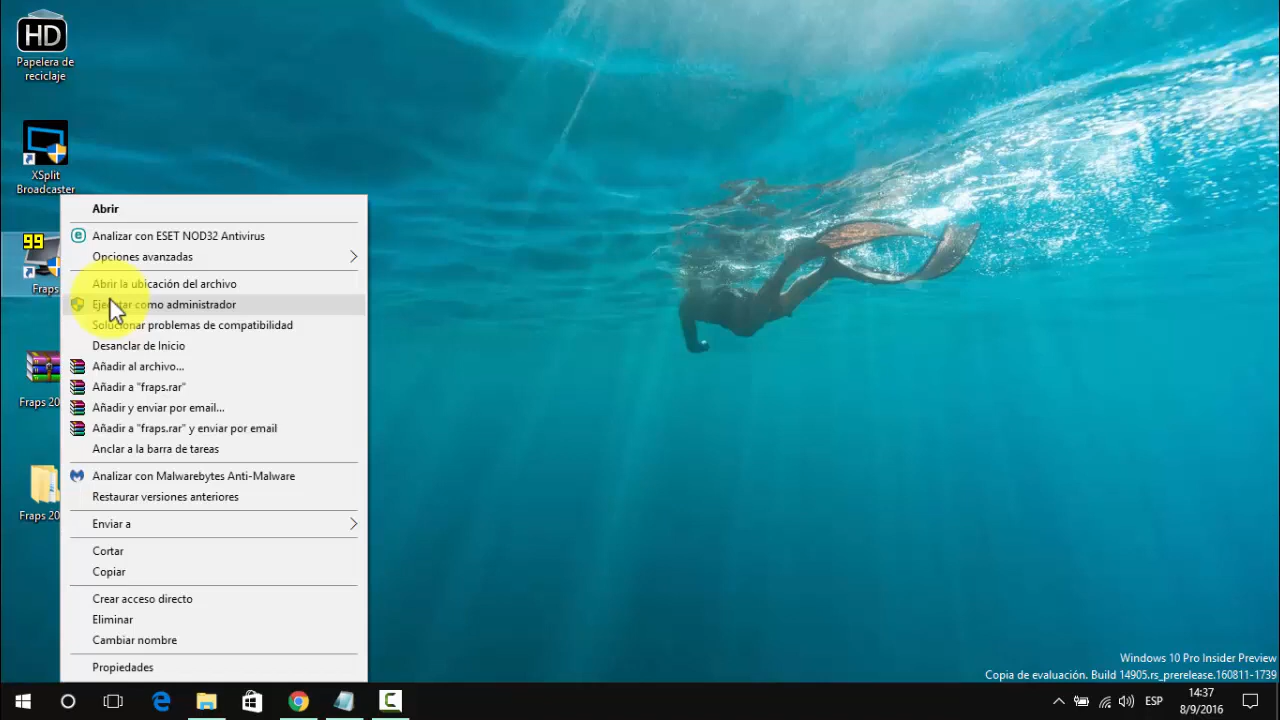 HD
Papelera de
reciclaje
XSplit
Broadcaster
99
Fraps
Fraps 20
Fraps 20
Abrir
e
Analizar con ESET NOD32 Antivirus
Opciones avanzadas
Abrir la ubicación del archivo
Ejecutar como administrador
Solucionar problemas de compatibilidad
Desanclar de Inicio
Añadir al archivo...
Añadir a "fraps.rar"
Añadir y enviar por email...
Añadir a "fraps.rar" y enviar por email
Anclar a la barra de tareas
Analizar con Malwarebytes Anti-Malware
Restaurar versiones anteriores
Enviar a
Cortar
Copiar
Crear acceso directo
Eliminar
Cambiar nombre
Propiedades
Windows 10 Pro Insider Preview
Copia de evaluación. Build 14905.rs_prerelease.160811-1739
ESP
14:37
8/9/2016